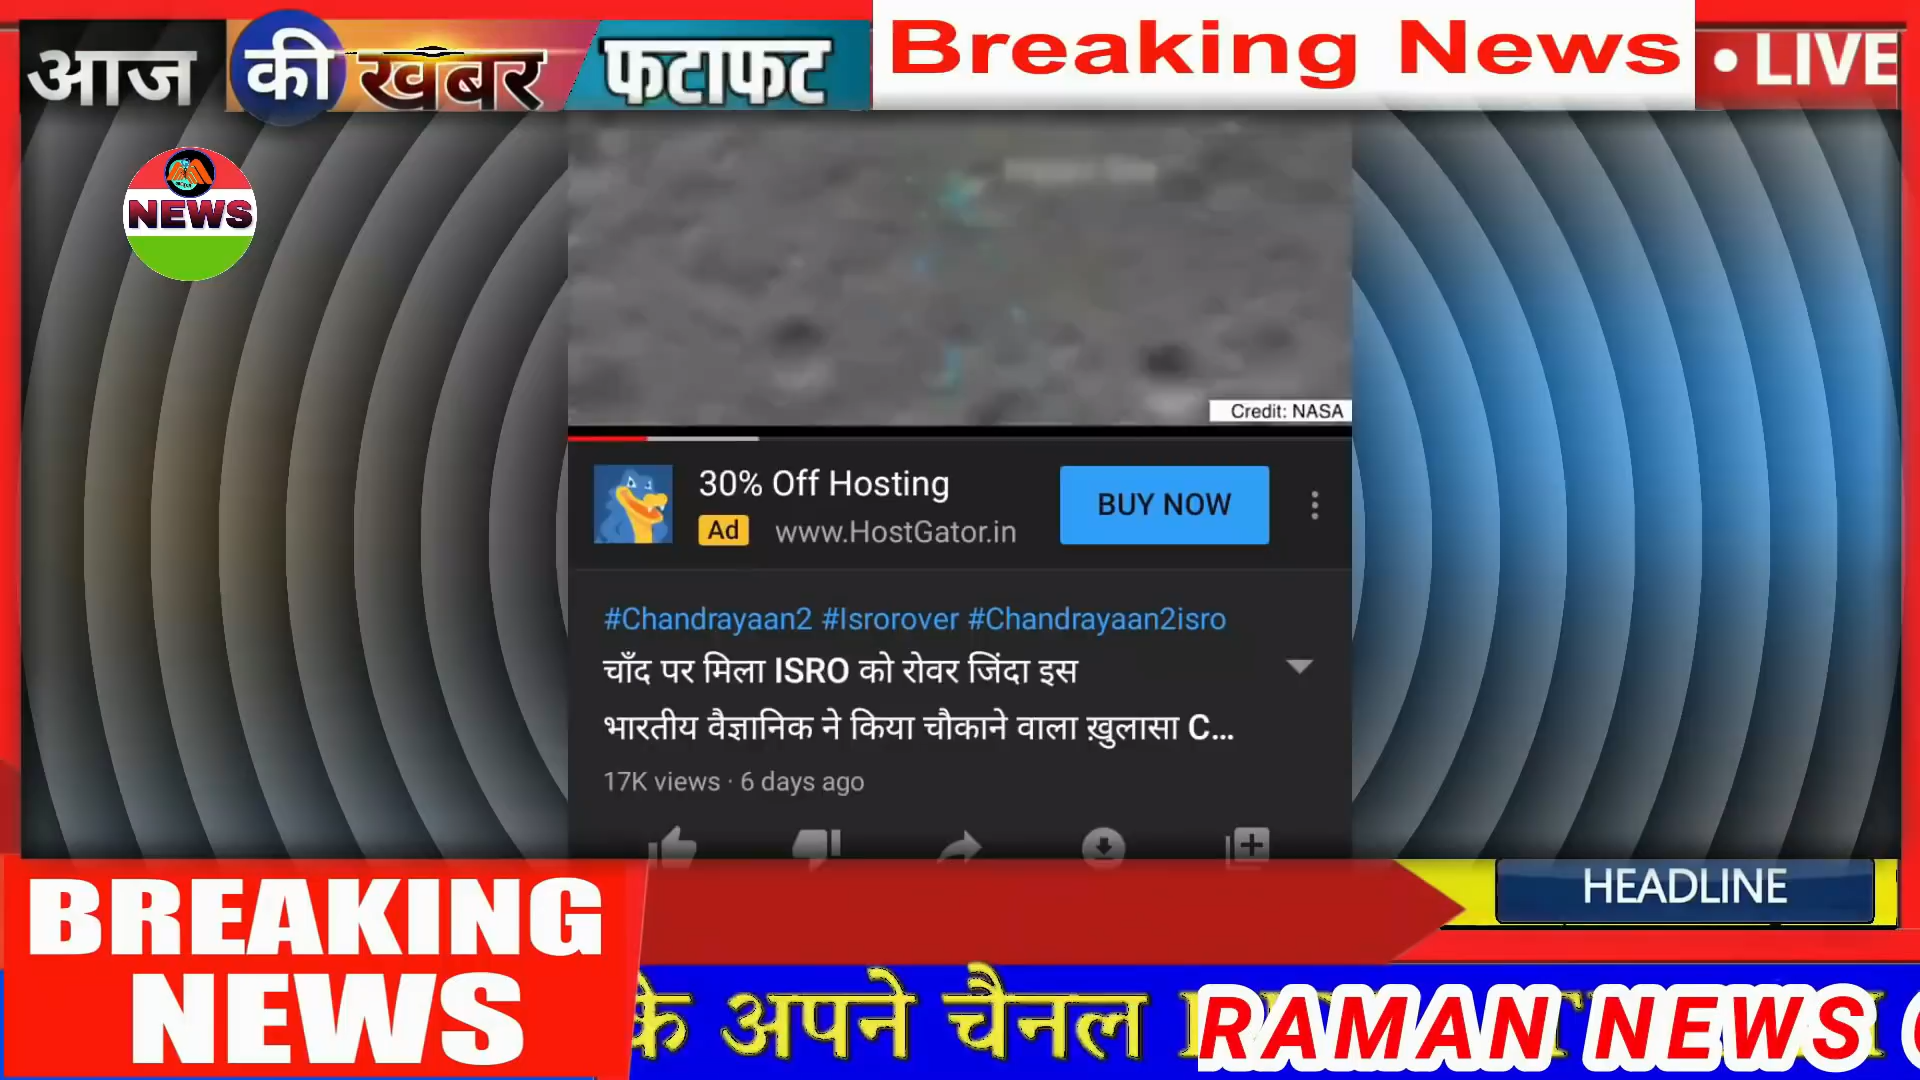 आज की खबर फटाफट
Breaking News
• LIVE
NEWS
Credit: NASA
30% Off Hosting
Ad www.HostGator.in
BUY NOW
#Chandrayaan2 #Isrorover #Chandrayaan2isro
चाँद पर मिला ISRO को रोवर जिंदा इस
भारतीय वैज्ञानिक ने किया चौकाने वाला ख़ुलासा C...
17K views · 6 days ago
BREAKING
NEWS
HEADLINE
के अपने चैनल
RAMAN NEWS (